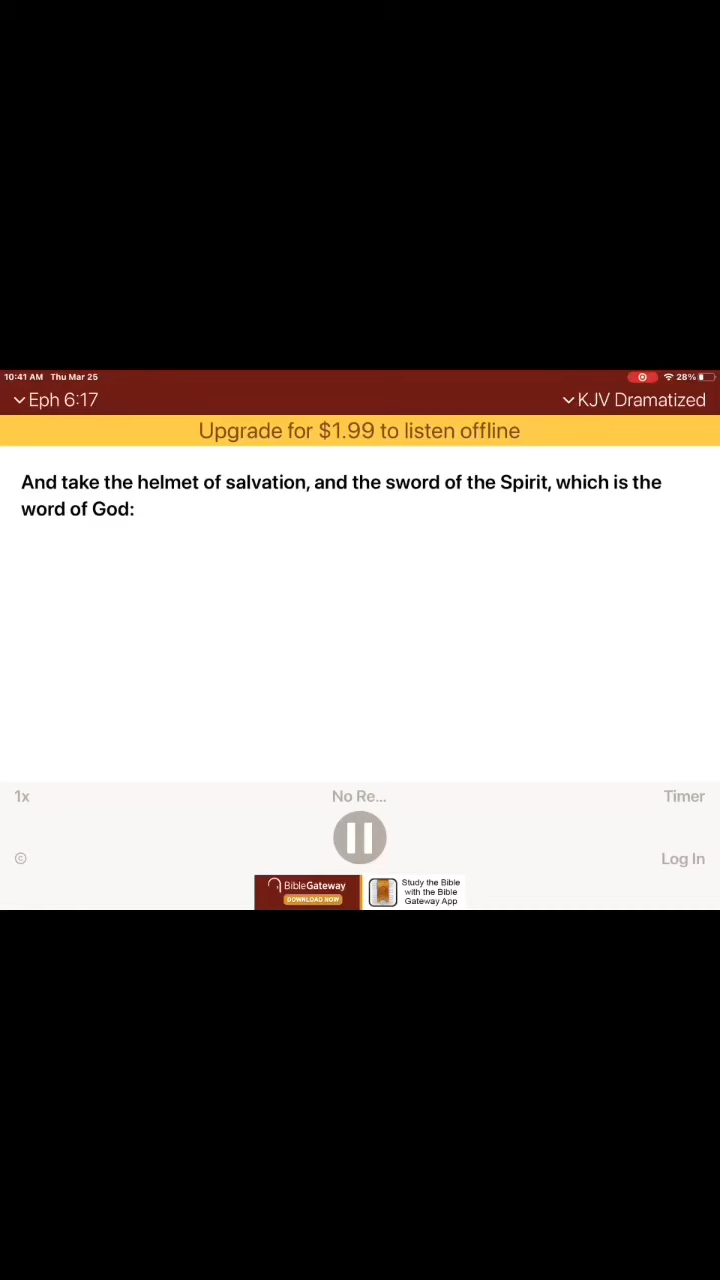 10:41 AM Thu Mar 25 28%
Eph 6:17 KJV Dramatized
Upgrade for $1.99 to listen offline
And take the helmet of salvation, and the sword of the Spirit, which is the
word of God:
1x No Re... Timer
© Log In
BibleGateway
DOWNLOAD NOW
Study the Bible
with the Bible
Gateway App